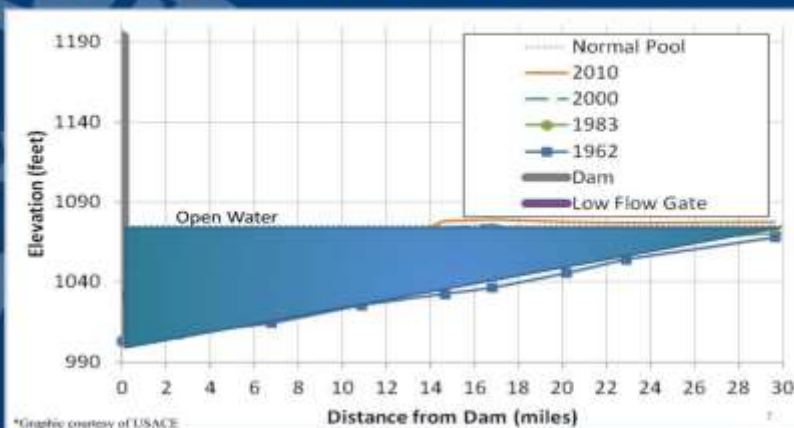 1190
1140
1090
1040
990
Elevation (feet)
Normal Pool
2010
2000
1983
1962
Dam
Low Flow Gate
Open Water
0 2 4 6 8 10 12 14 16 18 20 22 24 26 28 30
Distance from Dam (miles)
*Graphic courtesy of USACE
7